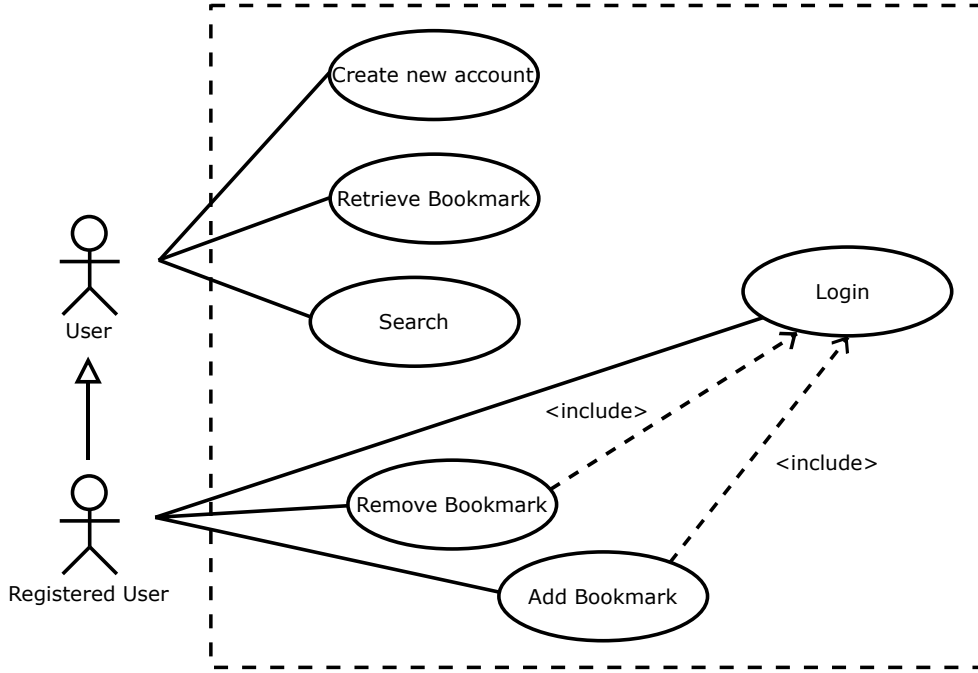 Create new account
Retrieve Bookmark
User
Search
Login
<include>
<include>
Remove Bookmark
Registered User
Add Bookmark